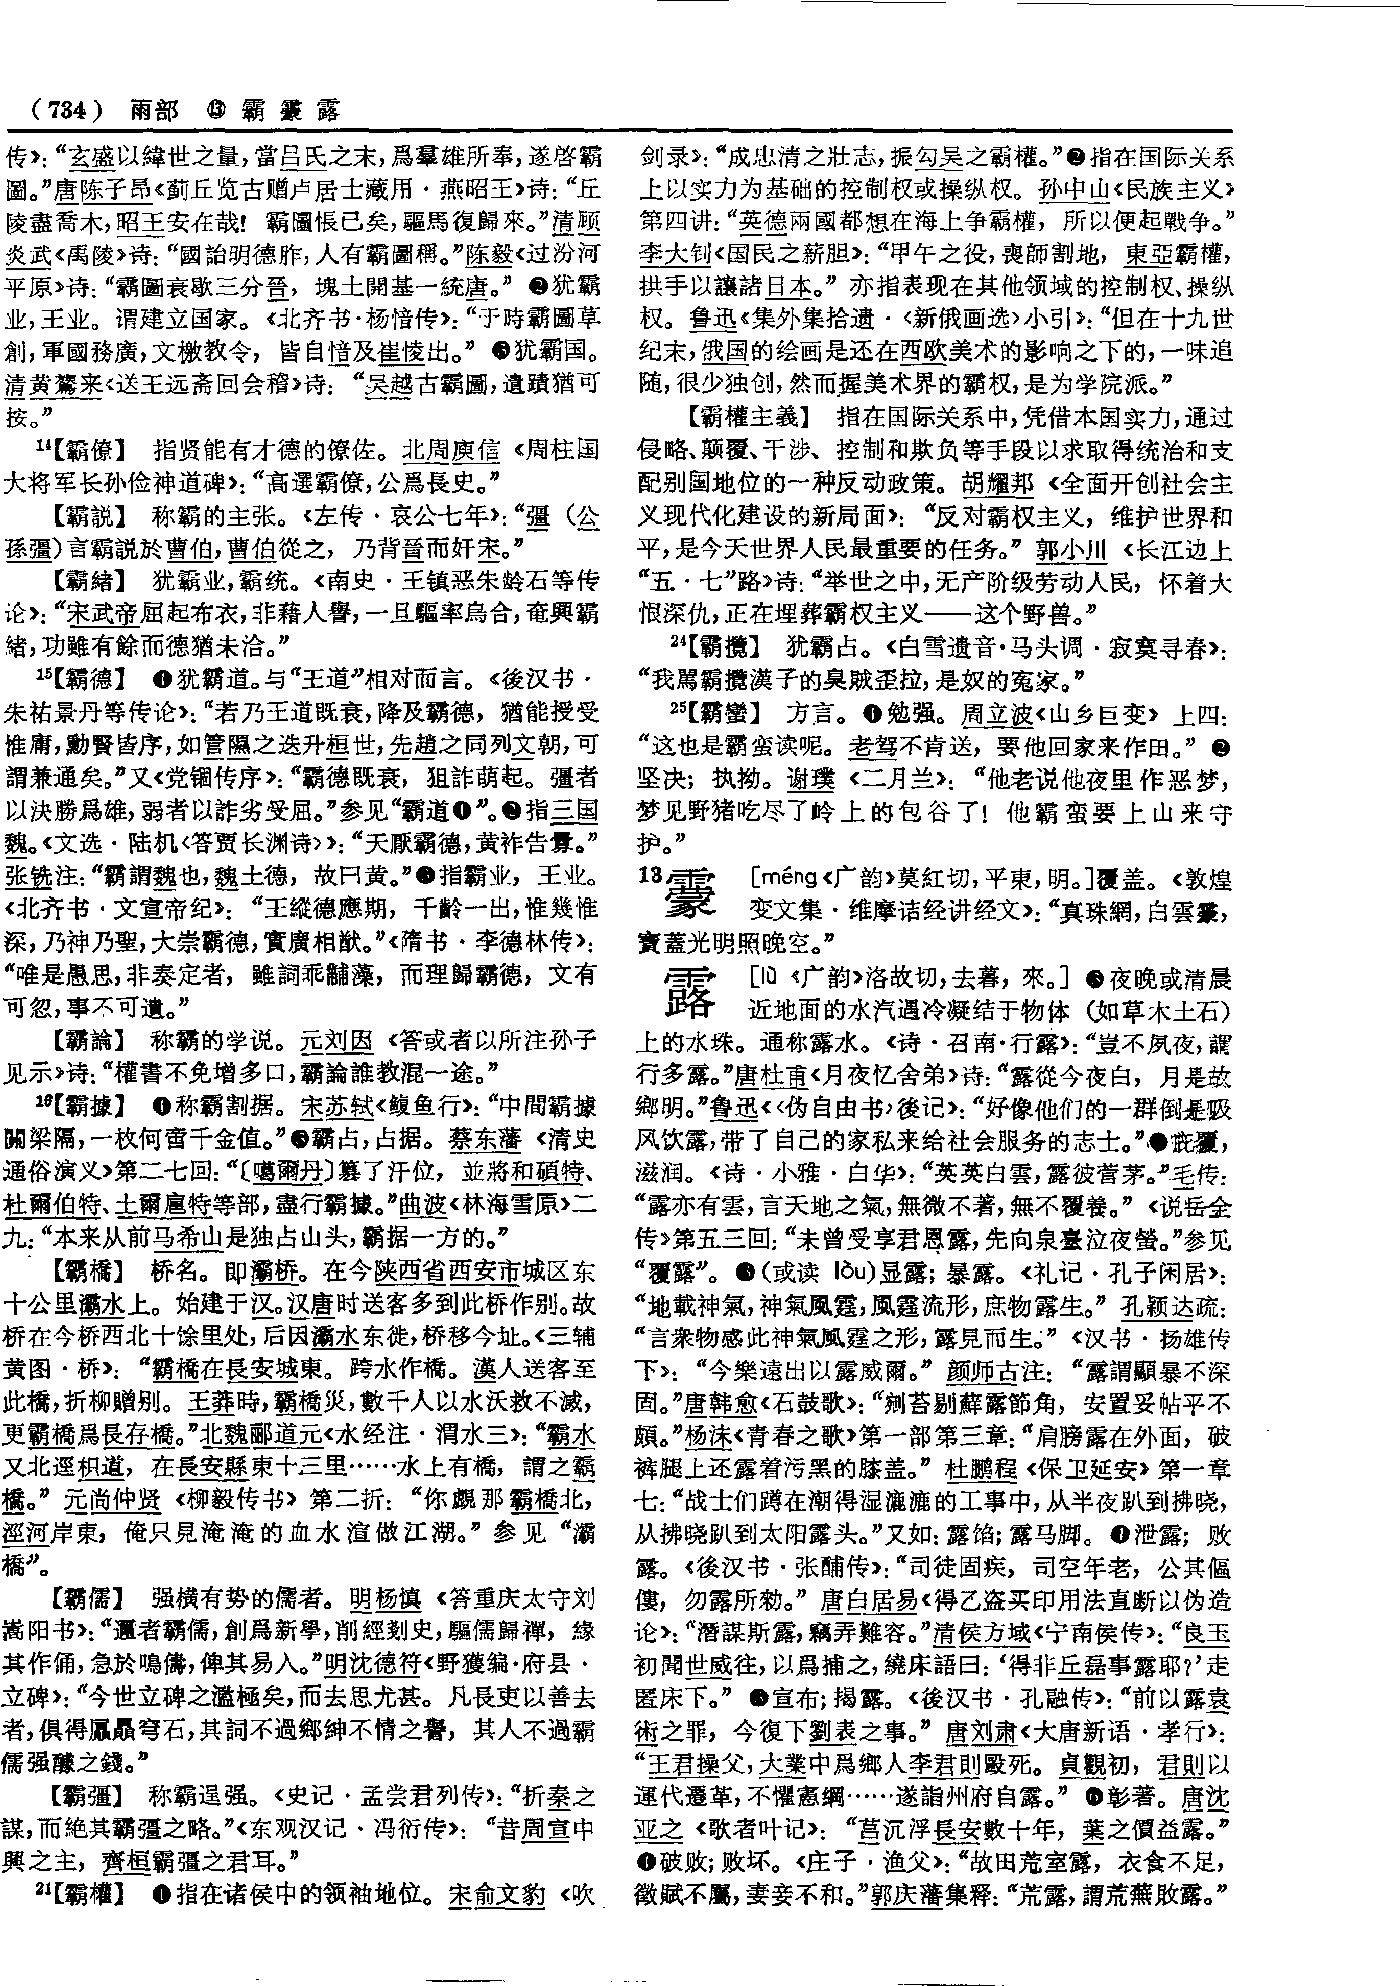 (734) 雨部 ⑬ 霸 䨥 露
传》：“玄盛以緯世之量，當吕氏之末，爲羣雄所奉，遂啓霸
圖。”唐陈子昂《蓟丘览古赠卢居士藏用·燕昭王》诗：“丘
陵盡喬木，昭王安在哉！霸圖悵已矣，驅馬復歸來。”清顾
炎武《禹陵》诗：“國詒明德胙，人有霸圖稱。”陈毅《过汾河
平原》诗：“霸圖衰歇三分晉，塊土開基一統唐。”❷犹霸
业，王业。谓建立国家。《北齐书·杨愔传》：“于時霸圖草
創，軍國務廣，文檄教令，皆自愔及崔㥄出。”❸犹霸国。
清黄鷟来《送王远斋回会稽》诗：“吴越古霸圖，遺蹟猶可
按。”
14【霸僚】 指贤能有才德的僚佐。北周庾信《周柱国
大将军长孙俭神道碑》：“高選霸僚，公爲長史。”
【霸説】 称霸的主张。《左传·哀公七年》：“彊（公
孫彊）言霸説於曹伯，曹伯從之，乃背晉而奸宋。”
【霸緒】 犹霸业，霸统。《南史·王镇恶朱龄石等传
论》：“宋武帝屈起布衣，非藉人譽，一旦驅率烏合，奄興霸
緒，功雖有餘而德猶未洽。”
15【霸德】 ❶犹霸道。与“王道”相对而言。《後汉书·
朱祐景丹等传论》：“若乃王道既衰，降及霸德，猶能授受
惟庸，勳賢皆序，如管隰之迭升桓世，先趙之同列文朝，可
謂兼通矣。”又《党锢传序》：“霸德既衰，狙詐萌起。彊者
以決勝爲雄，弱者以詐劣受屈。”参见“霸道❶”。❷指三国
魏。《文选·陆机〈答贾长渊诗〉》：“天厭霸德，黄祚告釁。”
张铣注：“霸謂魏也，魏土德，故曰黄。”❸指霸业，王业。
《北齐书·文宣帝纪》：“王縱德應期，千齡一出，惟幾惟
深，乃神乃聖，大崇霸德，實廣相猷。”《隋书·李德林传》：
“唯是愚思，非奏定者，雖詞乖黼藻，而理歸霸德，文有
可忽，事不可遺。”
【霸論】 称霸的学说。元刘因《答或者以所注孙子
见示》诗：“權書不免增多口，霸論誰教混一途。”
16【霸據】 ❶称霸割据。宋苏轼《鳆鱼行》：“中間霸據
關梁隔，一枚何啻千金值。”❷霸占，占据。蔡东藩《清史
通俗演义》第二七回：“〔噶爾丹〕篡了汗位，並將和碩特、
杜爾伯特、土爾扈特等部，盡行霸據。”曲波《林海雪原》二
九：“本来从前马希山是独占山头，霸据一方的。”
【霸橋】 桥名。即灞桥。在今陕西省西安市城区东
十公里灞水上。始建于汉。汉唐时送客多到此桥作别。故
桥在今桥西北十馀里处，后因灞水东徙，桥移今址。《三辅
黄图·桥》：“霸橋在長安城東。跨水作橋。漢人送客至
此橋，折柳贈别。王莽時，霸橋災，數千人以水沃救不滅，
更霸橋爲長存橋。”北魏郦道元《水经注·渭水三》：“霸水
又北逕枳道，在長安縣東十三里……水上有橋，謂之霸
橋。”元尚仲贤《柳毅传书》第二折：“你覷那霸橋北，
涇河岸東，俺只見淹淹的血水渲做江湖。”参见“灞
橋”。
【霸儒】 强横有势的儒者。明杨慎《答重庆太守刘
嵩阳书》：“邇者霸儒，創爲新學，削經剗史，驅儒歸禪，緣
其作俑，急於鳴儔，俾其易入。”明沈德符《野獲編·府县·
立碑》：“今世立碑之濫極矣，而去思尤甚。凡長吏以善去
者，俱得贔屭穹石，其詞不過鄉紳不情之譽，其人不過霸
儒强醵之錢。”
【霸彊】 称霸逞强。《史记·孟尝君列传》：“折秦之
謀，而絶其霸彊之略。”《东观汉记·冯衍传》：“昔周宣中
興之主，齊桓霸彊之君耳。”
21【霸權】 ❶指在诸侯中的领袖地位。宋俞文豹《吹
剑录》：“成忠清之壯志，振勾吴之霸權。”❷指在国际关系
上以实力为基础的控制权或操纵权。孙中山《民族主义》
第四讲：“英德兩國都想在海上争霸權，所以便起戰争。”
李大钊《国民之薪胆》：“甲午之役，喪師割地，東亞霸權，
拱手以讓諸日本。”亦指表现在其他领域的控制权、操纵
权。鲁迅《集外集拾遗·〈新俄画选〉小引》：“但在十九世
纪末，俄国的绘画是还在西欧美术的影响之下的，一味追
随，很少独创，然而握美术界的霸权，是为学院派。”
【霸權主義】 指在国际关系中，凭借本国实力，通过
侵略、颠覆、干涉、控制和欺负等手段以求取得统治和支
配别国地位的一种反动政策。胡耀邦《全面开创社会主
义现代化建设的新局面》：“反对霸权主义，维护世界和
平，是今天世界人民最重要的任务。”郭小川《长江边上
“五·七”路》诗：“举世之中，无产阶级劳动人民，怀着大
恨深仇，正在埋葬霸权主义——这个野兽。”
24【霸攬】 犹霸占。《白雪遗音·马头调·寂寞寻春》：
“我駡霸攬漢子的臭賊歪拉，是奴的冤家。”
25【霸蠻】 方言。❶勉强。周立波《山乡巨变》上四：
“这也是霸蛮读呢。老驾不肯送，要他回家来作田。”❷
坚决；执拗。谢璞《二月兰》：“他老说他夜里作恶梦，
梦见野猪吃尽了岭上的包谷了！他霸蛮要上山来守
护。”
13 䨥 [méng《广韵》莫紅切，平東，明。]覆盖。《敦煌
变文集·维摩诘经讲经文》：“真珠網，白雲䨥，
寶蓋光明照晚空。”
露 [lù《广韵》洛故切，去暮，來。]❶夜晚或清晨
近地面的水汽遇冷凝结于物体（如草木土石）
上的水珠。通称露水。《诗·召南·行露》：“豈不夙夜，謂
行多露。”唐杜甫《月夜忆舍弟》诗：“露從今夜白，月是故
鄉明。”鲁迅《〈伪自由书〉後记》：“好像他们的一群倒是吸
风饮露，带了自己的家私来给社会服务的志士。”❷庇覆，
滋润。《诗·小雅·白华》：“英英白雲，露彼菅茅。”毛传：
“露亦有雲，言天地之氣，無微不著，無不覆養。”《说岳全
传》第五三回：“未曾受享君恩露，先向泉臺泣夜螢。”参见
“覆露”。❸（或读 lòu）显露；暴露。《礼记·孔子闲居》：
“地載神氣，神氣風霆，風霆流形，庶物露生。”孔颖达疏：
“言衆物感此神氣風霆之形，露見而生。”《汉书·扬雄传
下》：“今樂遠出以露威爾。”颜师古注：“露謂顯暴不深
固。”唐韩愈《石鼓歌》：“剜苔剔蘚露節角，安置妥帖平不
頗。”杨沫《青春之歌》第一部第三章：“肩膀露在外面，破
裤腿上还露着污黑的膝盖。”杜鹏程《保卫延安》第一章
七：“战士们蹲在潮得湿漉漉的工事中，从半夜趴到拂晓，
从拂晓趴到太阳露头。”又如：露馅；露马脚。❹泄露；败
露。《後汉书·张酺传》：“司徒固疾，司空年老，公其傴
僂，勿露所勑。”唐白居易《得乙盗买印用法直断以伪造
论》：“潛謀斯露，竊弄難容。”清侯方域《宁南侯传》：“良玉
初聞世威往，以爲捕之，繞床語曰：‘得非丘磊事露耶？’走
匿床下。”❺宣布；揭露。《後汉书·孔融传》：“前以露袁
術之罪，今復下劉表之事。”唐刘肃《大唐新语·孝行》：
“王君操父，大業中爲鄉人李君則毆死。貞觀初，君則以
運代遷革，不懼憲綱……遂詣州府自露。”❻彰著。唐沈
亚之《歌者叶记》：“莒沉浮長安數十年，葉之價益露。”
❼破败；败坏。《庄子·渔父》：“故田荒室露，衣食不足，
徵賦不屬，妻妾不和。”郭庆藩集释：“荒露，謂荒蕪敗露。”